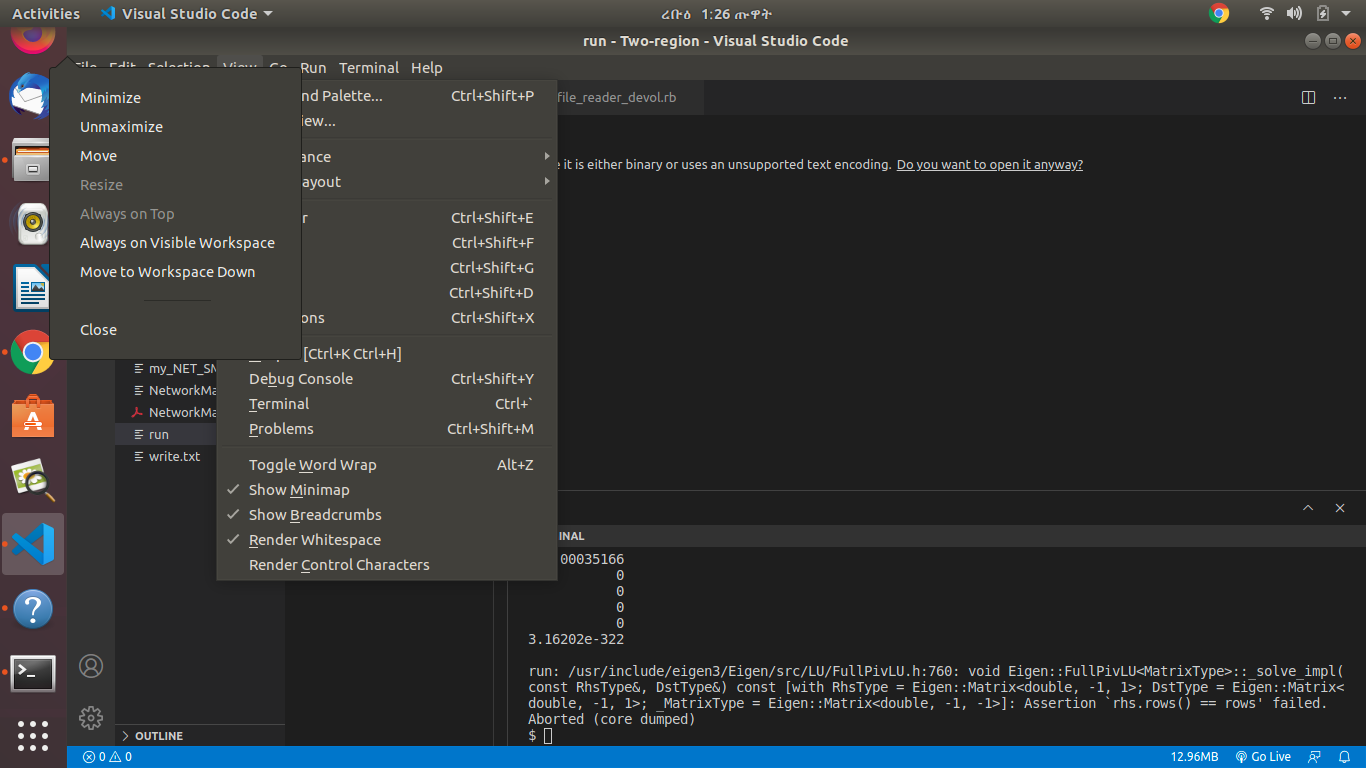 Activities
Visual Studio Code
ረቡዕ 1:26 ጡዋት
run - Two-region - Visual Studio Code
File Edit Selection View Go Run Terminal Help
Minimize
Unmaximize
Move
Resize
Always on Top
Always on Visible Workspace
Move to Workspace Down
Close
nd Palette... Ctrl+Shift+P
iew...
ance
ayout
r Ctrl+Shift+E
Ctrl+Shift+F
Ctrl+Shift+G
Ctrl+Shift+D
ons Ctrl+Shift+X
[Ctrl+K Ctrl+H]
Debug Console Ctrl+Shift+Y
Terminal Ctrl+`
Problems Ctrl+Shift+M
Toggle Word Wrap Alt+Z
Show Minimap
Show Breadcrumbs
Render Whitespace
Render Control Characters
file_reader_devol.rb
it is either binary or uses an unsupported text encoding. Do you want to open it anyway?
my_NET_SM
NetworkMa
NetworkMa
run
write.txt
OUTLINE
NAL
00035166
0
0
0
0
3.16202e-322
run: /usr/include/eigen3/Eigen/src/LU/FullPivLU.h:760: void Eigen::FullPivLU<MatrixType>::_solve_impl(
const RhsType&, DstType&) const [with RhsType = Eigen::Matrix<double, -1, 1>; DstType = Eigen::Matrix<
double, -1, 1>; _MatrixType = Eigen::Matrix<double, -1, -1>]: Assertion `rhs.rows() == rows' failed.
Aborted (core dumped)
$
0 0
12.96MB Go Live